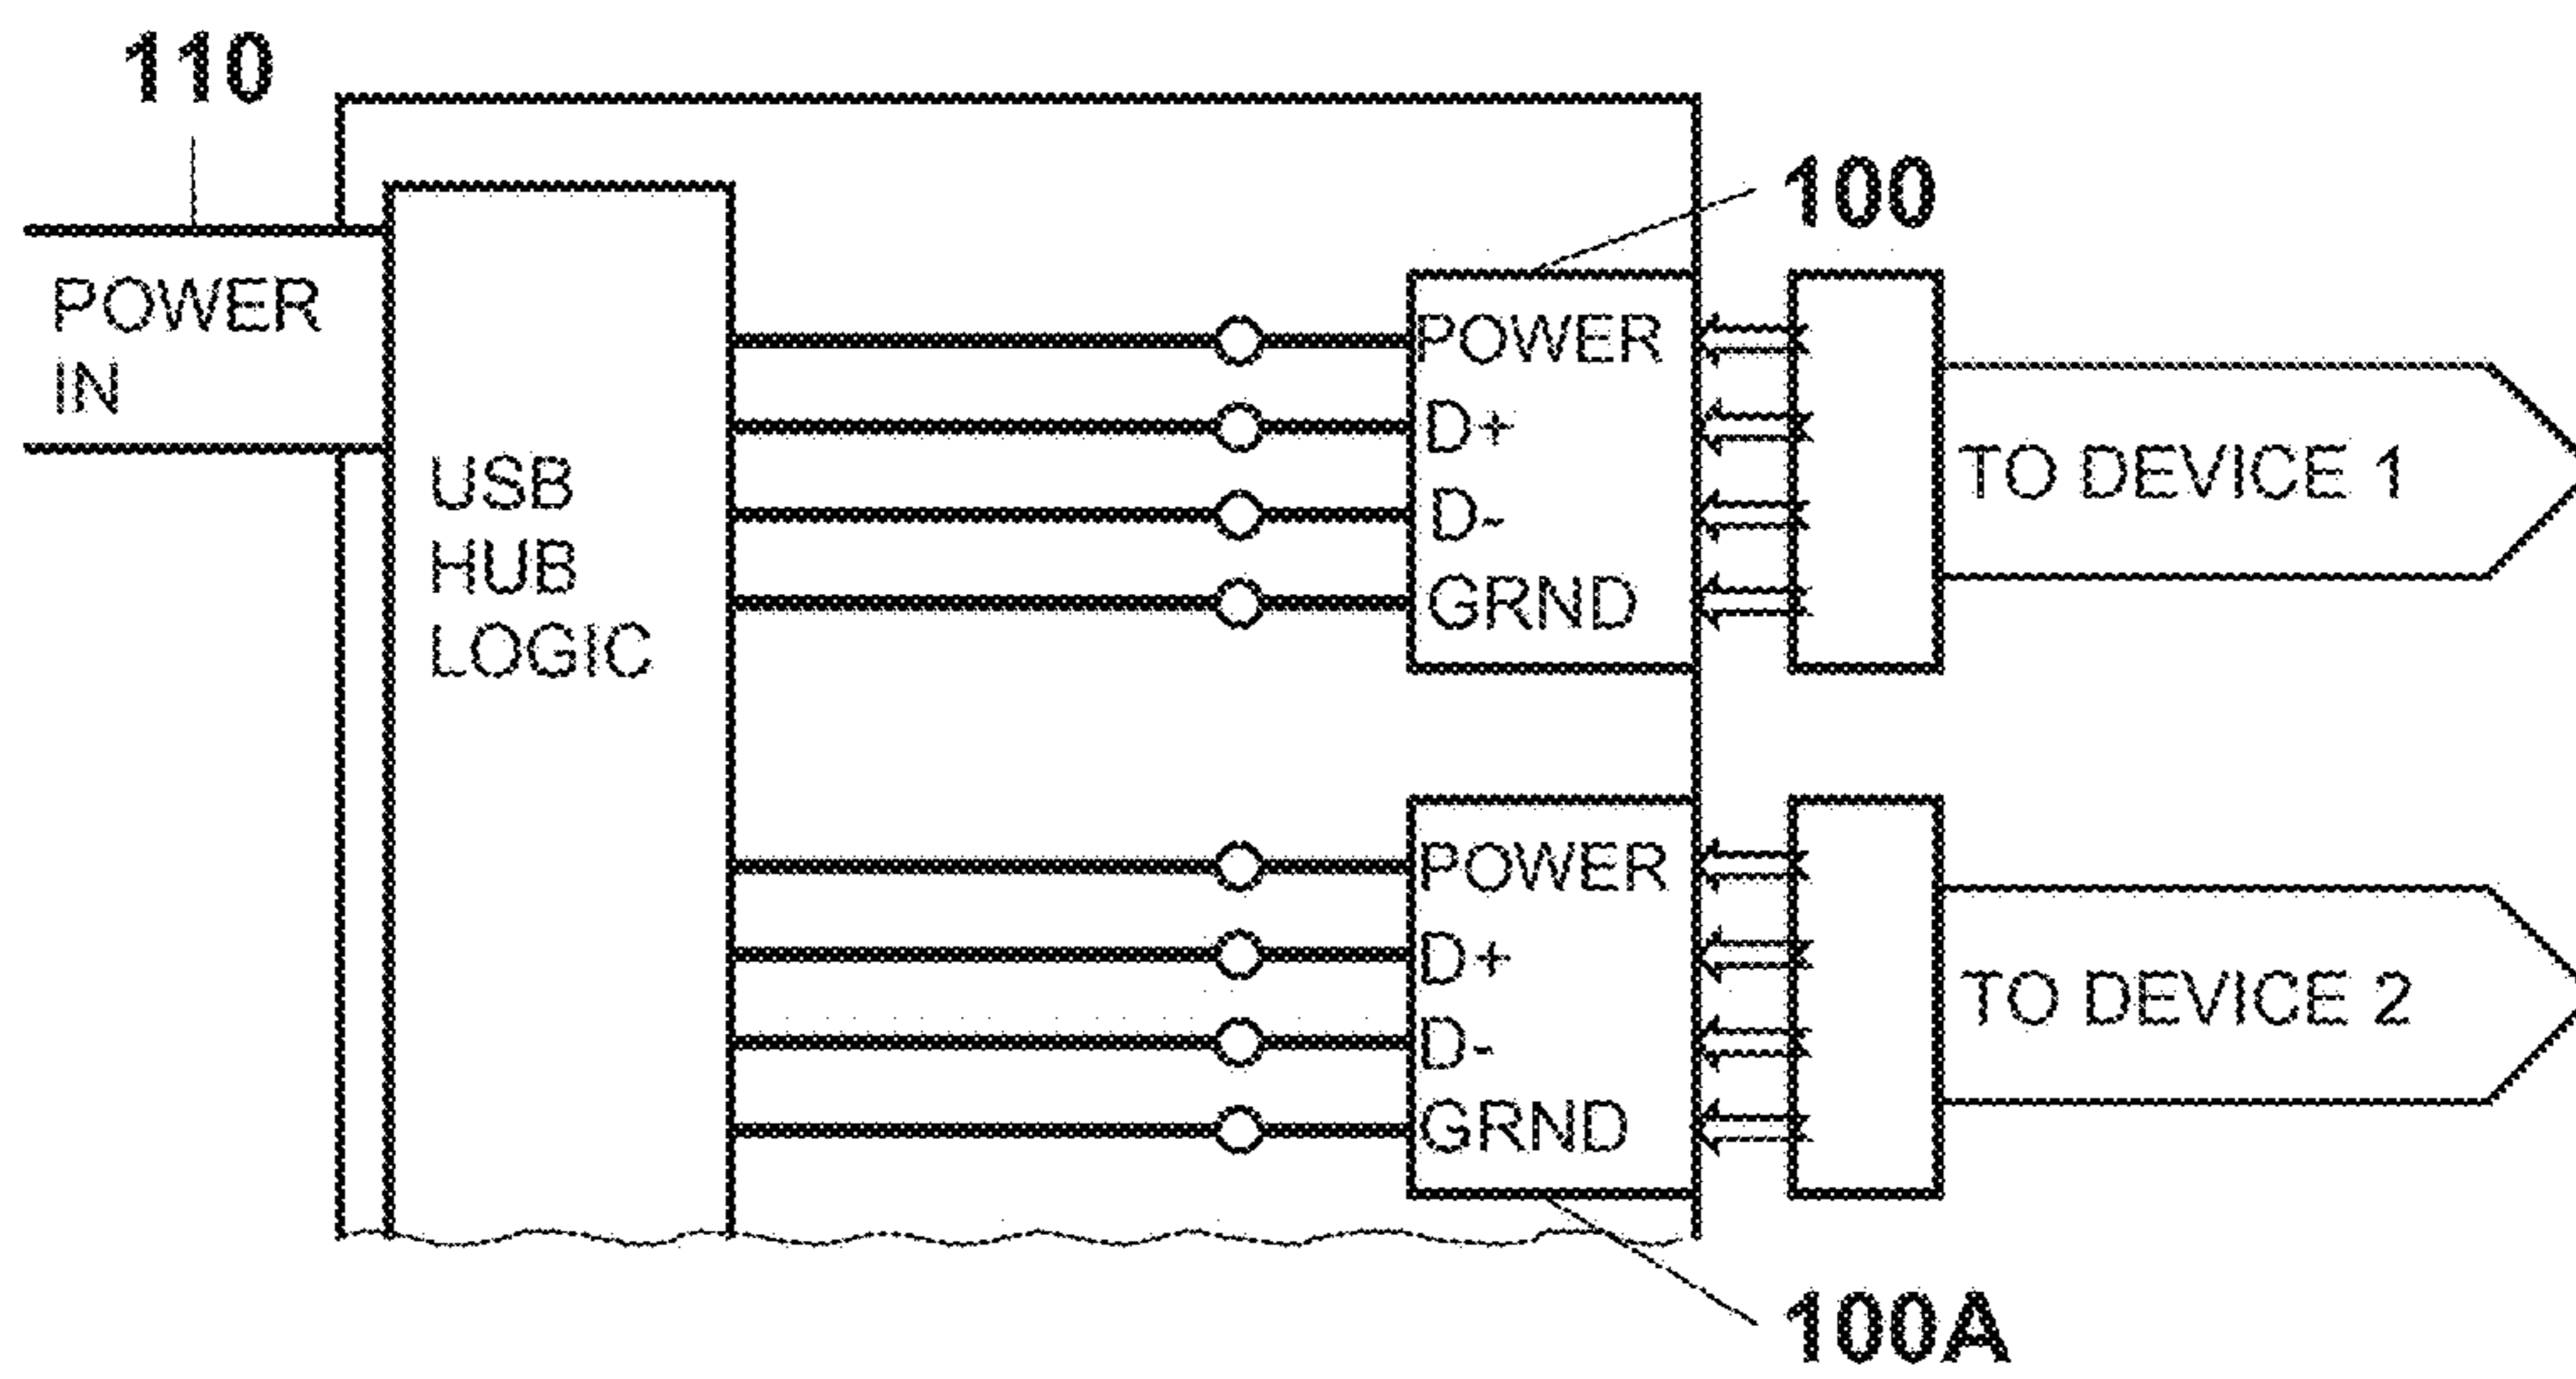 110
100
POWER
IN
USB
HUB
LOGIC
POWER
D+
D-
GRND
TO DEVICE 1
POWER
D+
D-
GRND
TO DEVICE 2
100A